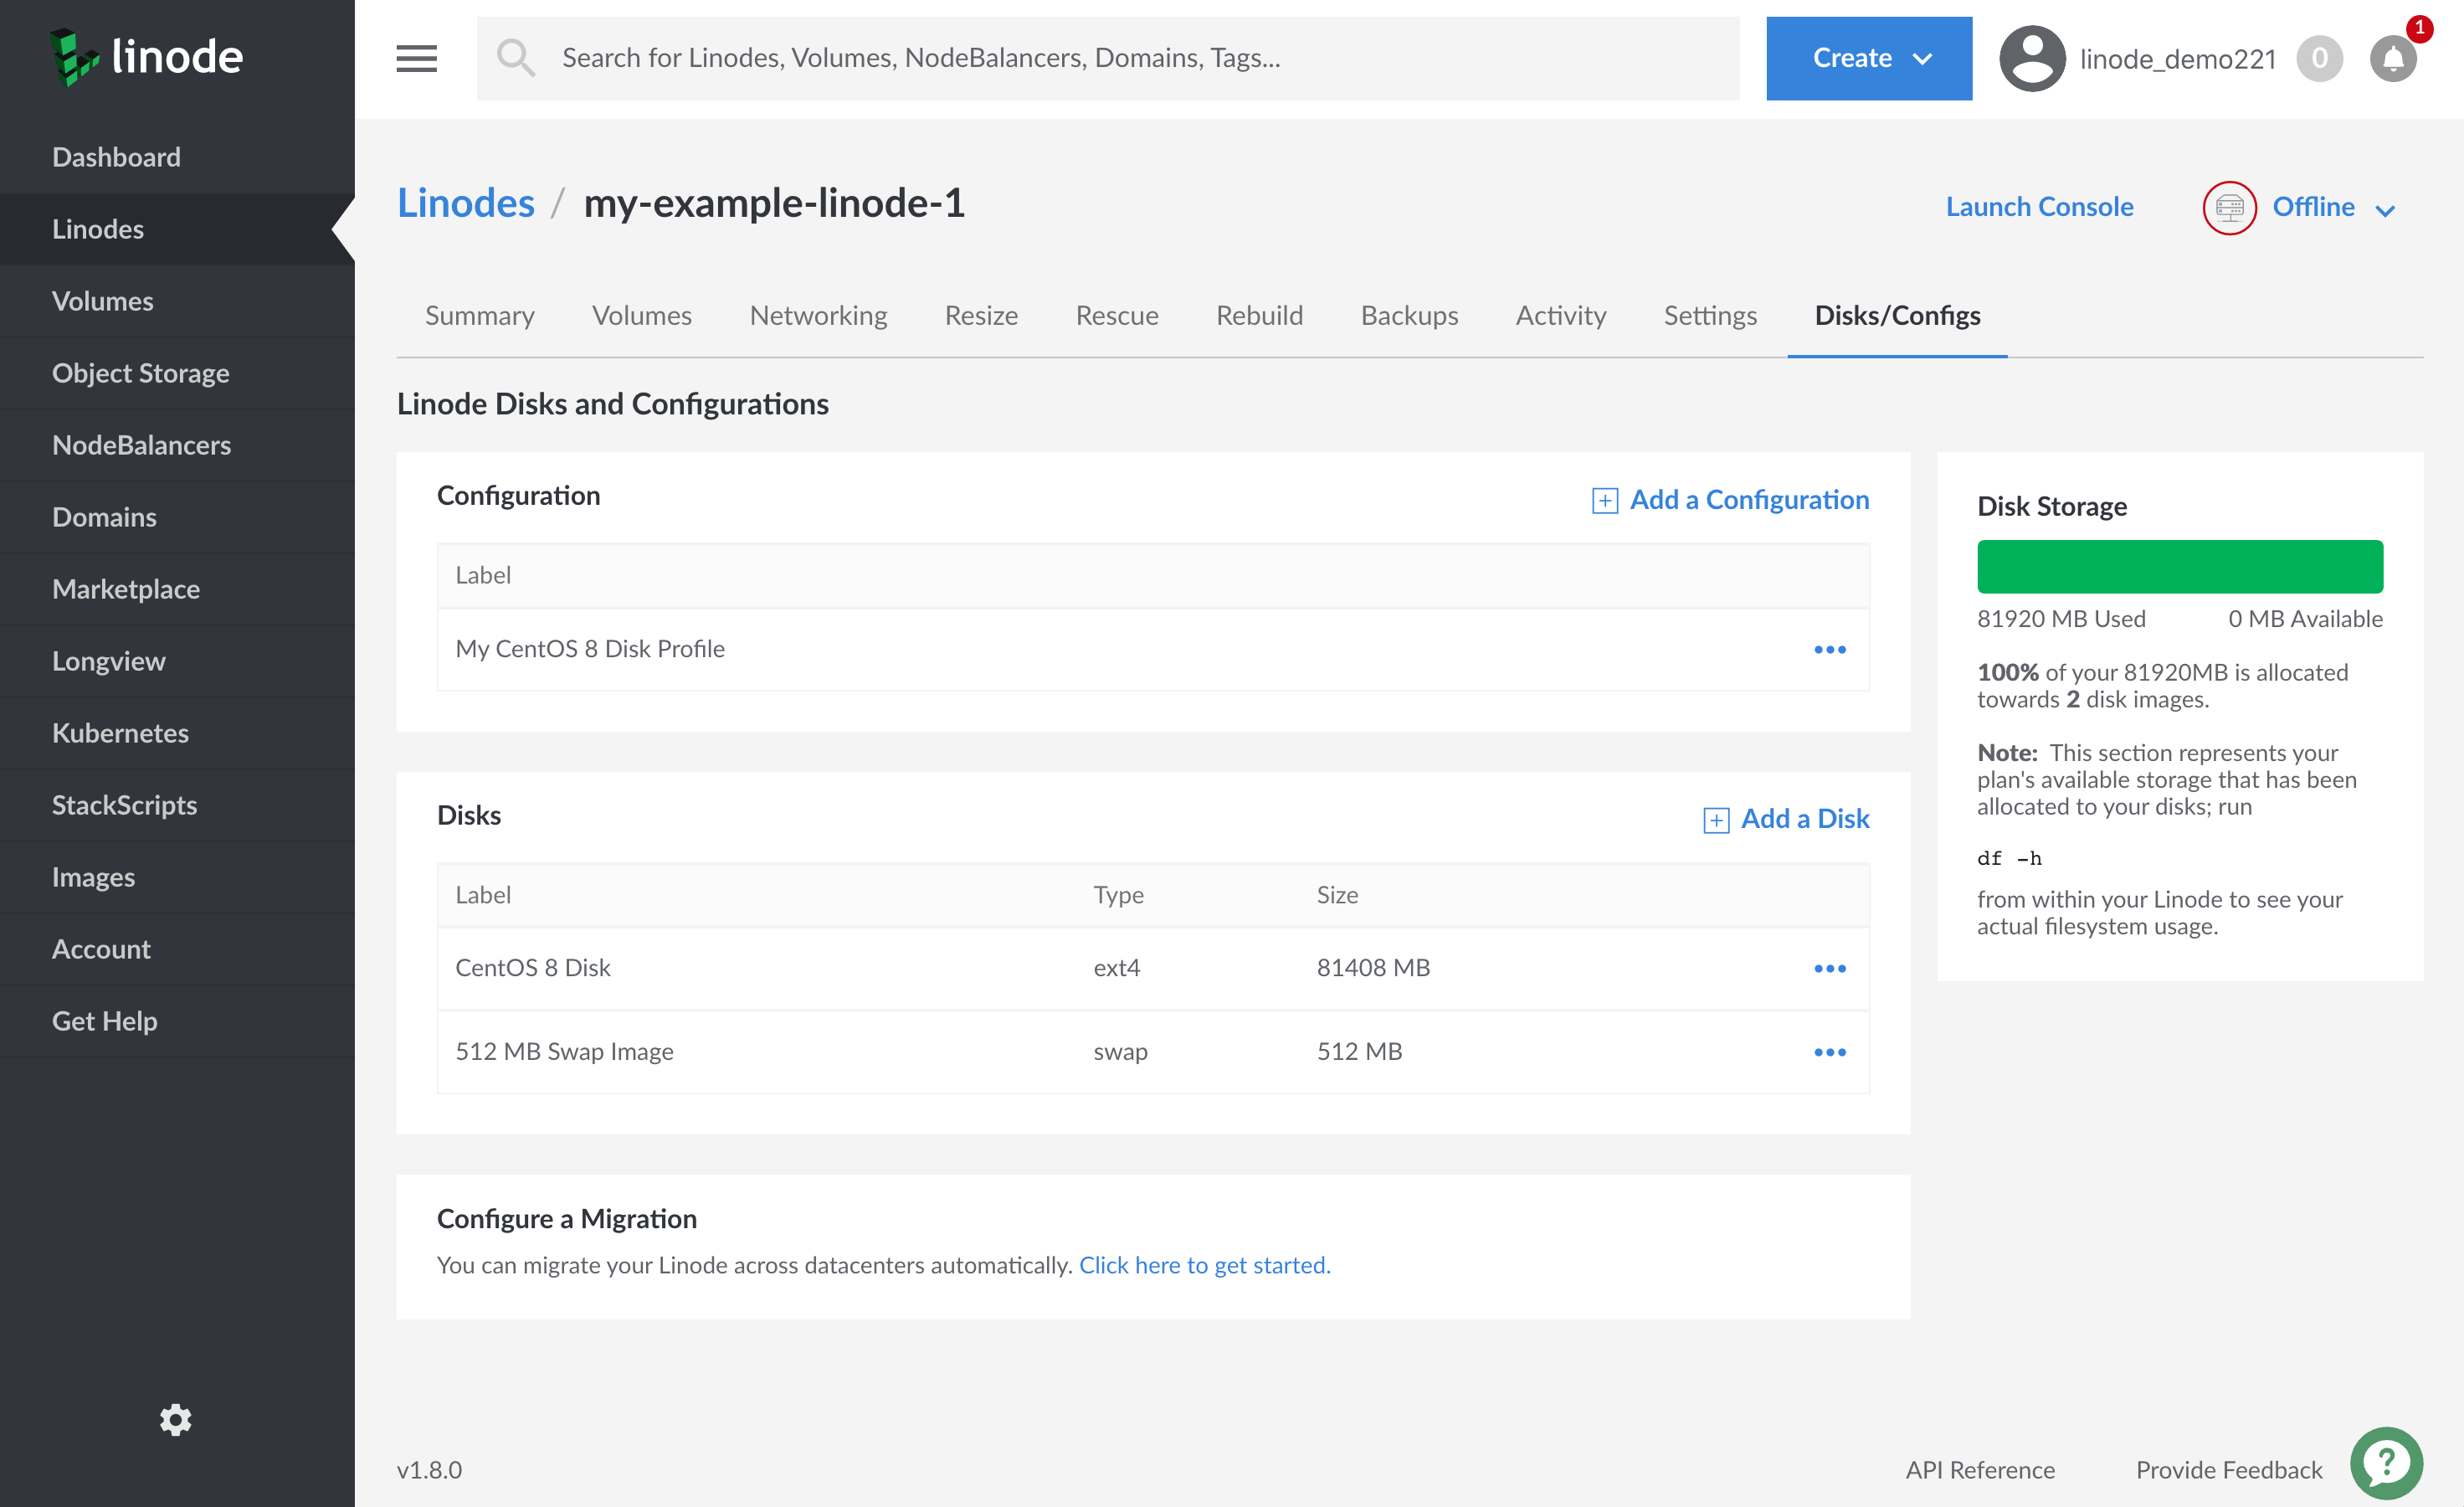 linode
Search for Linodes, Volumes, NodeBalancers, Domains, Tags...
Create
linode_demo221
0
1
Dashboard
Linodes
Volumes
Object Storage
NodeBalancers
Domains
Marketplace
Longview
Kubernetes
StackScripts
Images
Account
Get Help
Linodes / my-example-linode-1
Launch Console
Offline
Summary Volumes Networking Resize Rescue Rebuild Backups Activity Settings Disks/Configs
Linode Disks and Configurations
Configuration
Add a Configuration
Label
My CentOS 8 Disk Profile
Disks
Add a Disk
Label Type Size
CentOS 8 Disk ext4 81408 MB
512 MB Swap Image swap 512 MB
Configure a Migration
You can migrate your Linode across datacenters automatically. Click here to get started.
Disk Storage
81920 MB Used 0 MB Available
100% of your 81920MB is allocated
towards 2 disk images.
Note: This section represents your
plan's available storage that has been
allocated to your disks; run
df -h
from within your Linode to see your
actual filesystem usage.
v1.8.0
API Reference
Provide Feedback
?